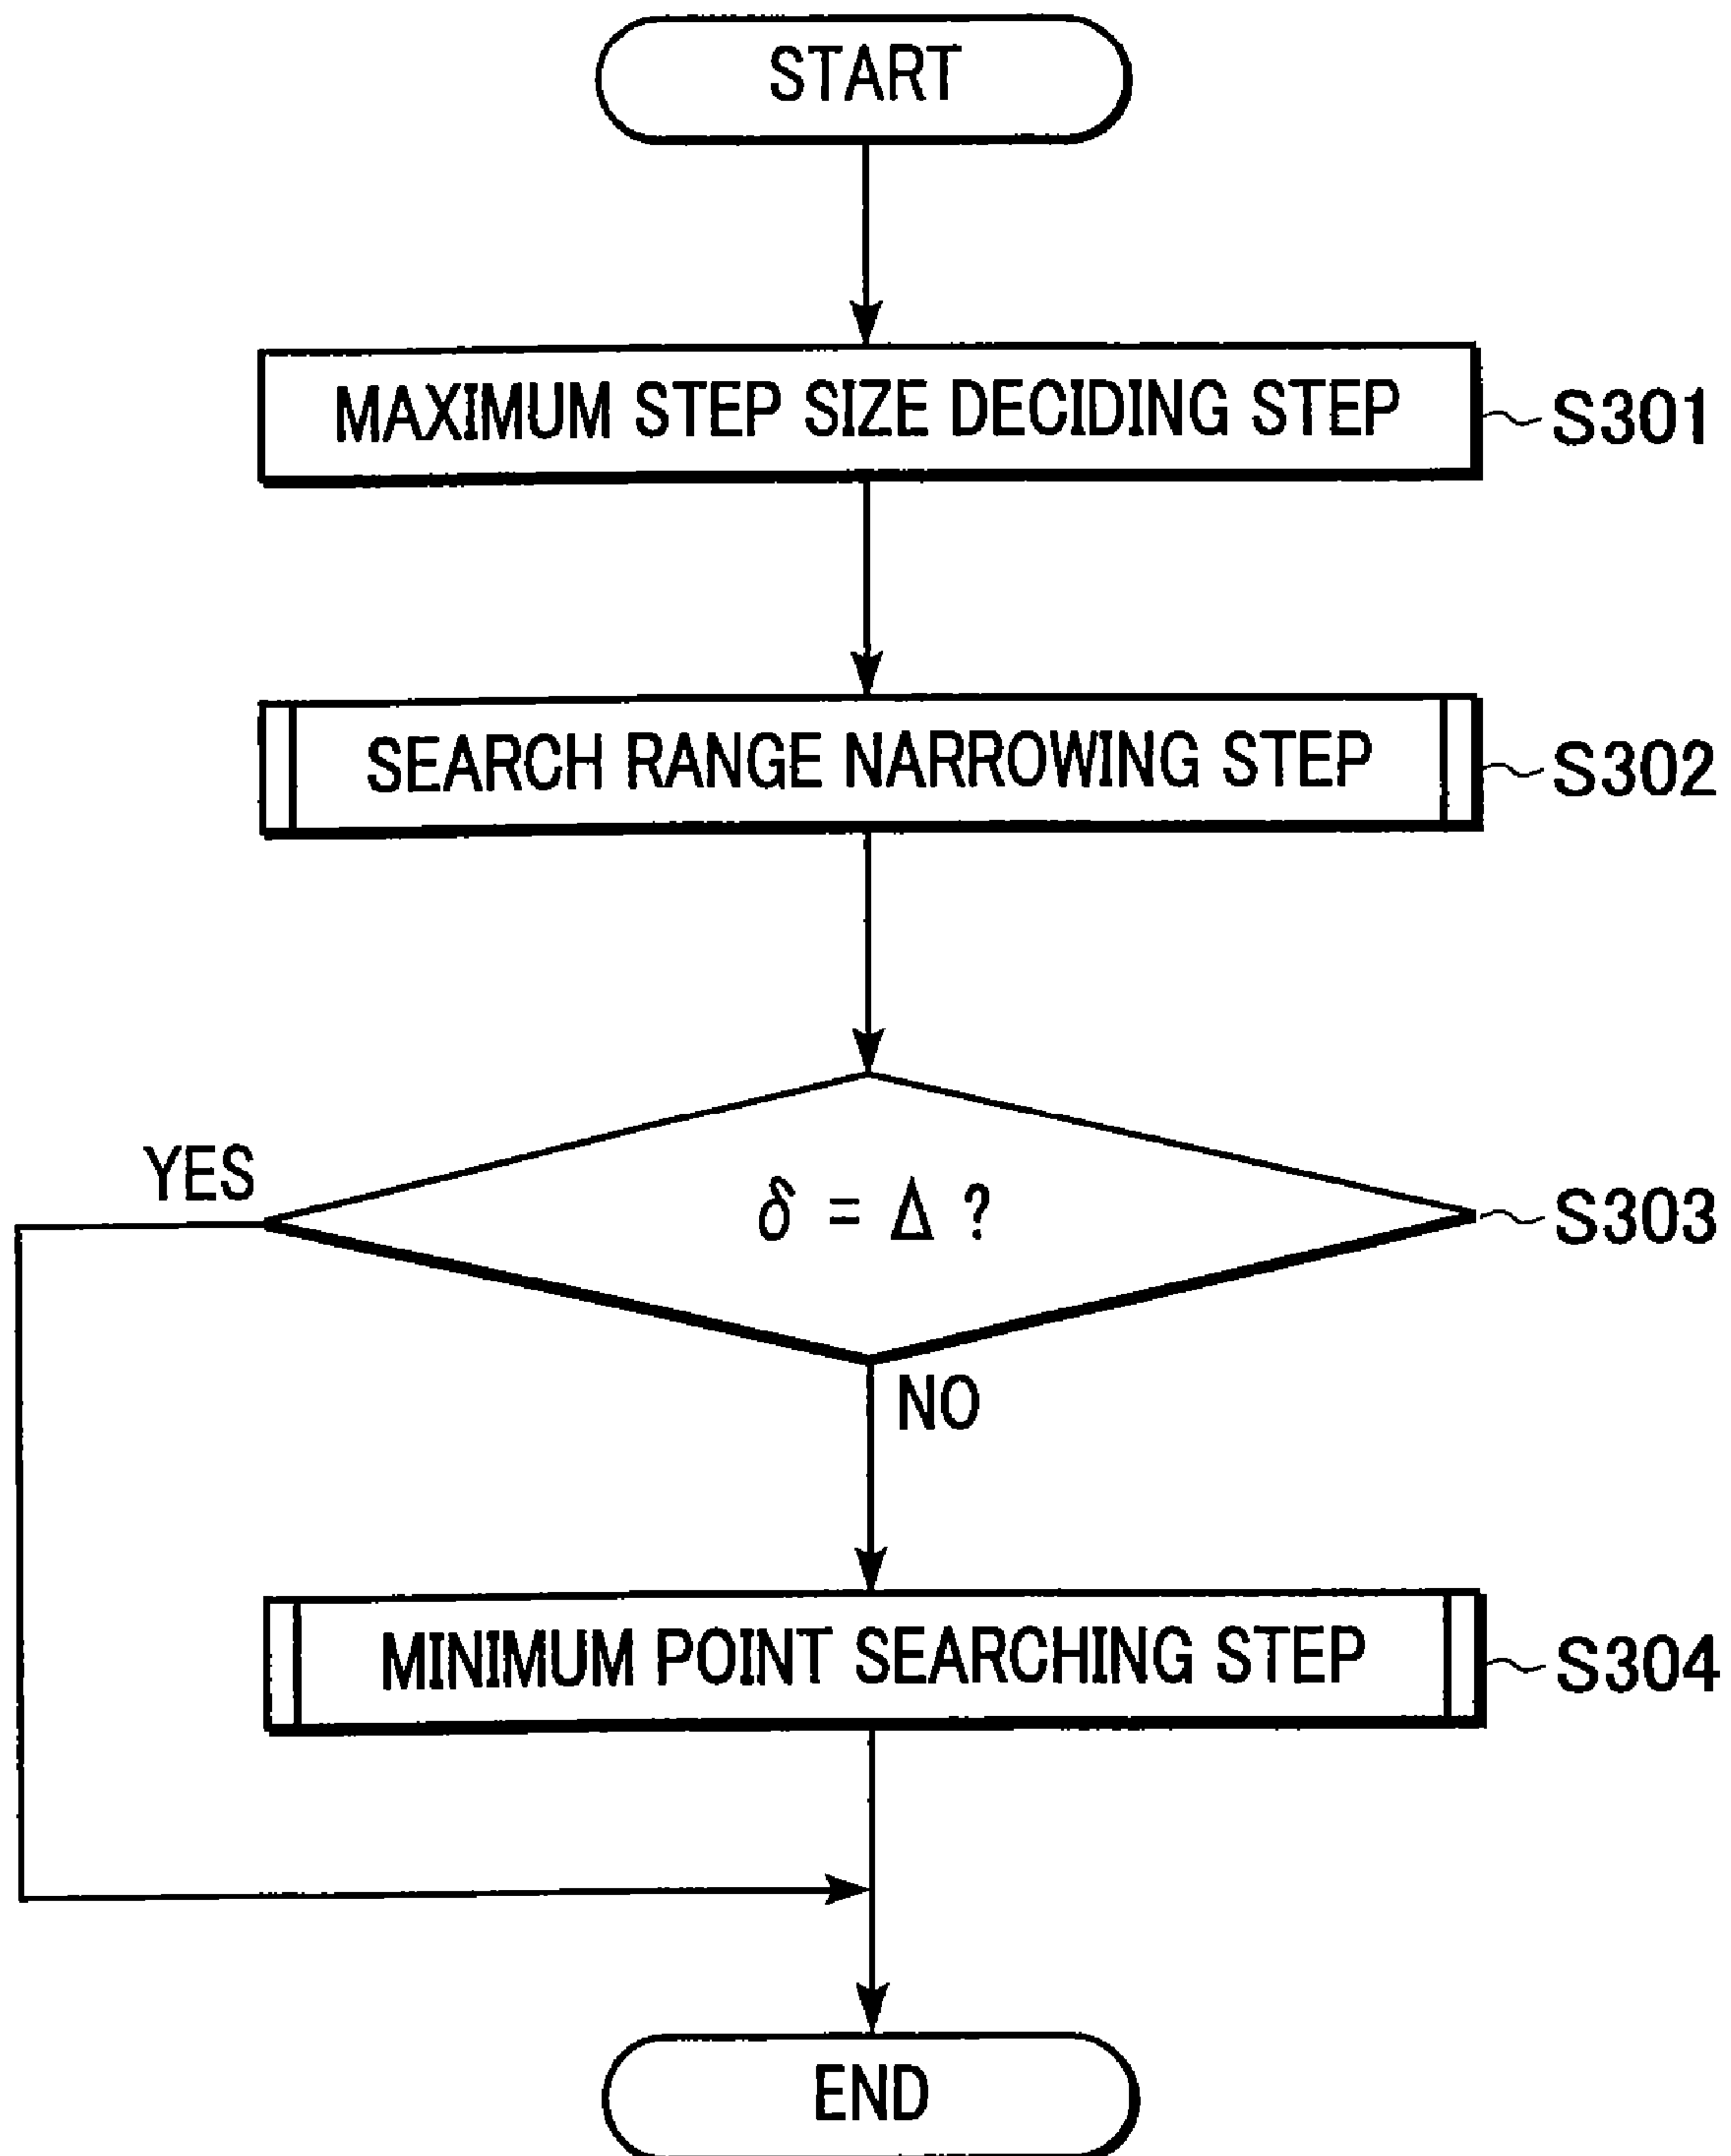 START
MAXIMUM STEP SIZE DECIDING STEP
S301
SEARCH RANGE NARROWING STEP
S302
YES
δ = Δ ?
S303
NO
MINIMUM POINT SEARCHING STEP
S304
END